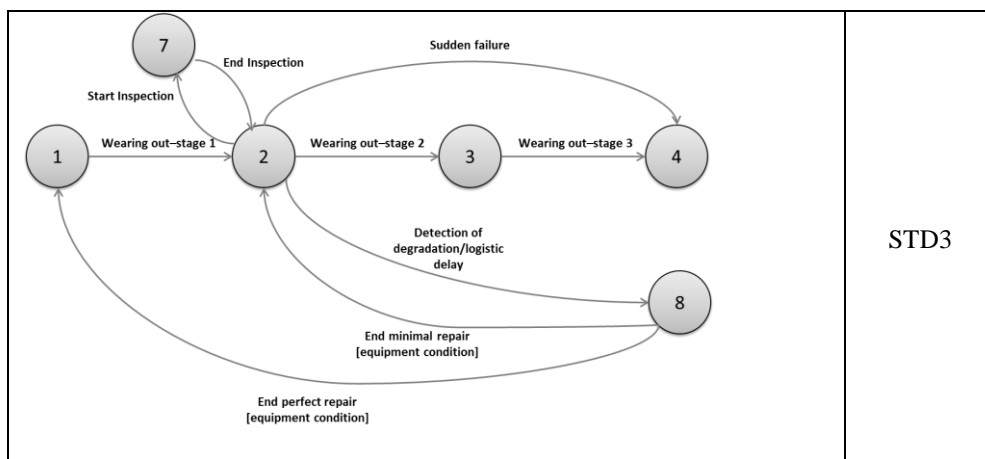 Sudden failure
7
End Inspection
Start Inspection
1
Wearing out–stage 1
2
Wearing out–stage 2
3
Wearing out–stage 3
4
Detection of
degradation/logistic
delay
8
End minimal repair
[equipment condition]
End perfect repair
[equipment condition]
STD3